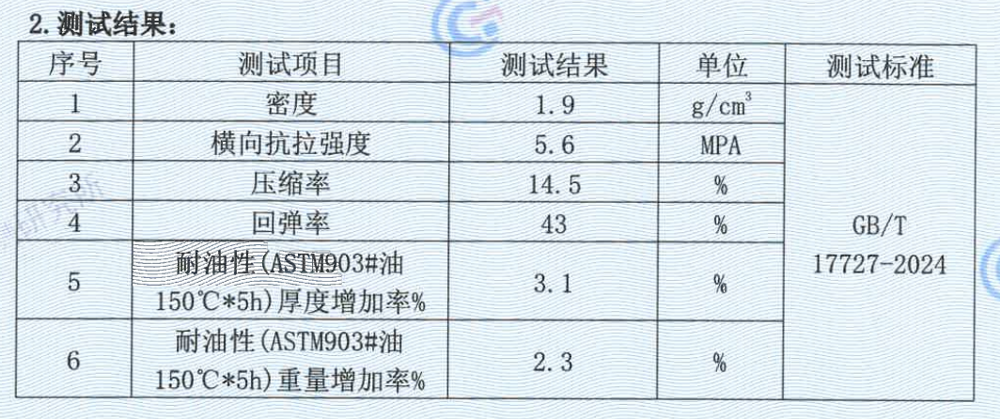 2.测试结果:
序号 测试项目 测试结果 单位 测试标准
1 密度 1.9 g/cm³
2 横向抗拉强度 5.6 MPA
3 压缩率 14.5 %
4 回弹率 43 %
GB/T
17727-2024
5 耐油性(ASTM903#油
150℃*5h)厚度增加率% 3.1 %
6 耐油性(ASTM903#油
150℃*5h)重量增加率% 2.3 %
研究所